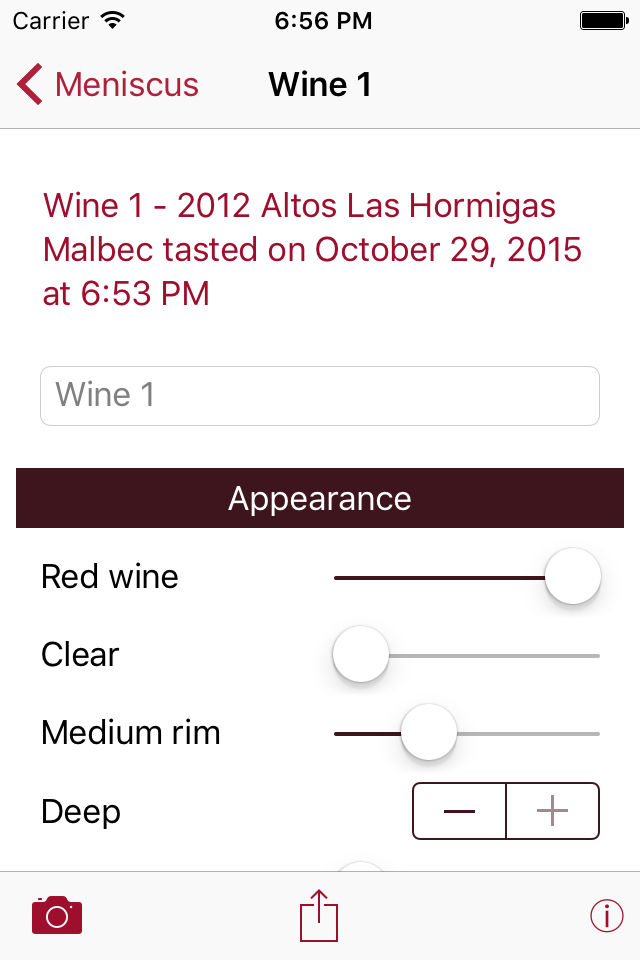 Carrier 6:56 PM
Meniscus Wine 1
Wine 1 - 2012 Altos Las Hormigas
Malbec tasted on October 29, 2015
at 6:53 PM
Wine 1
Appearance
Red wine
Clear
Medium rim
Deep